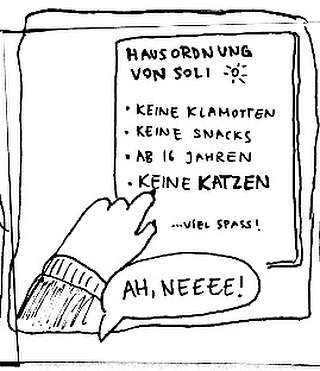 HAUSORDNUNG
VON SOLI
• KEINE KLAMOTTEN
• KEINE SNACKS
• AB 16 JAHREN
• KEINE KATZEN
...VIEL SPASS!
AH, NEEEE!